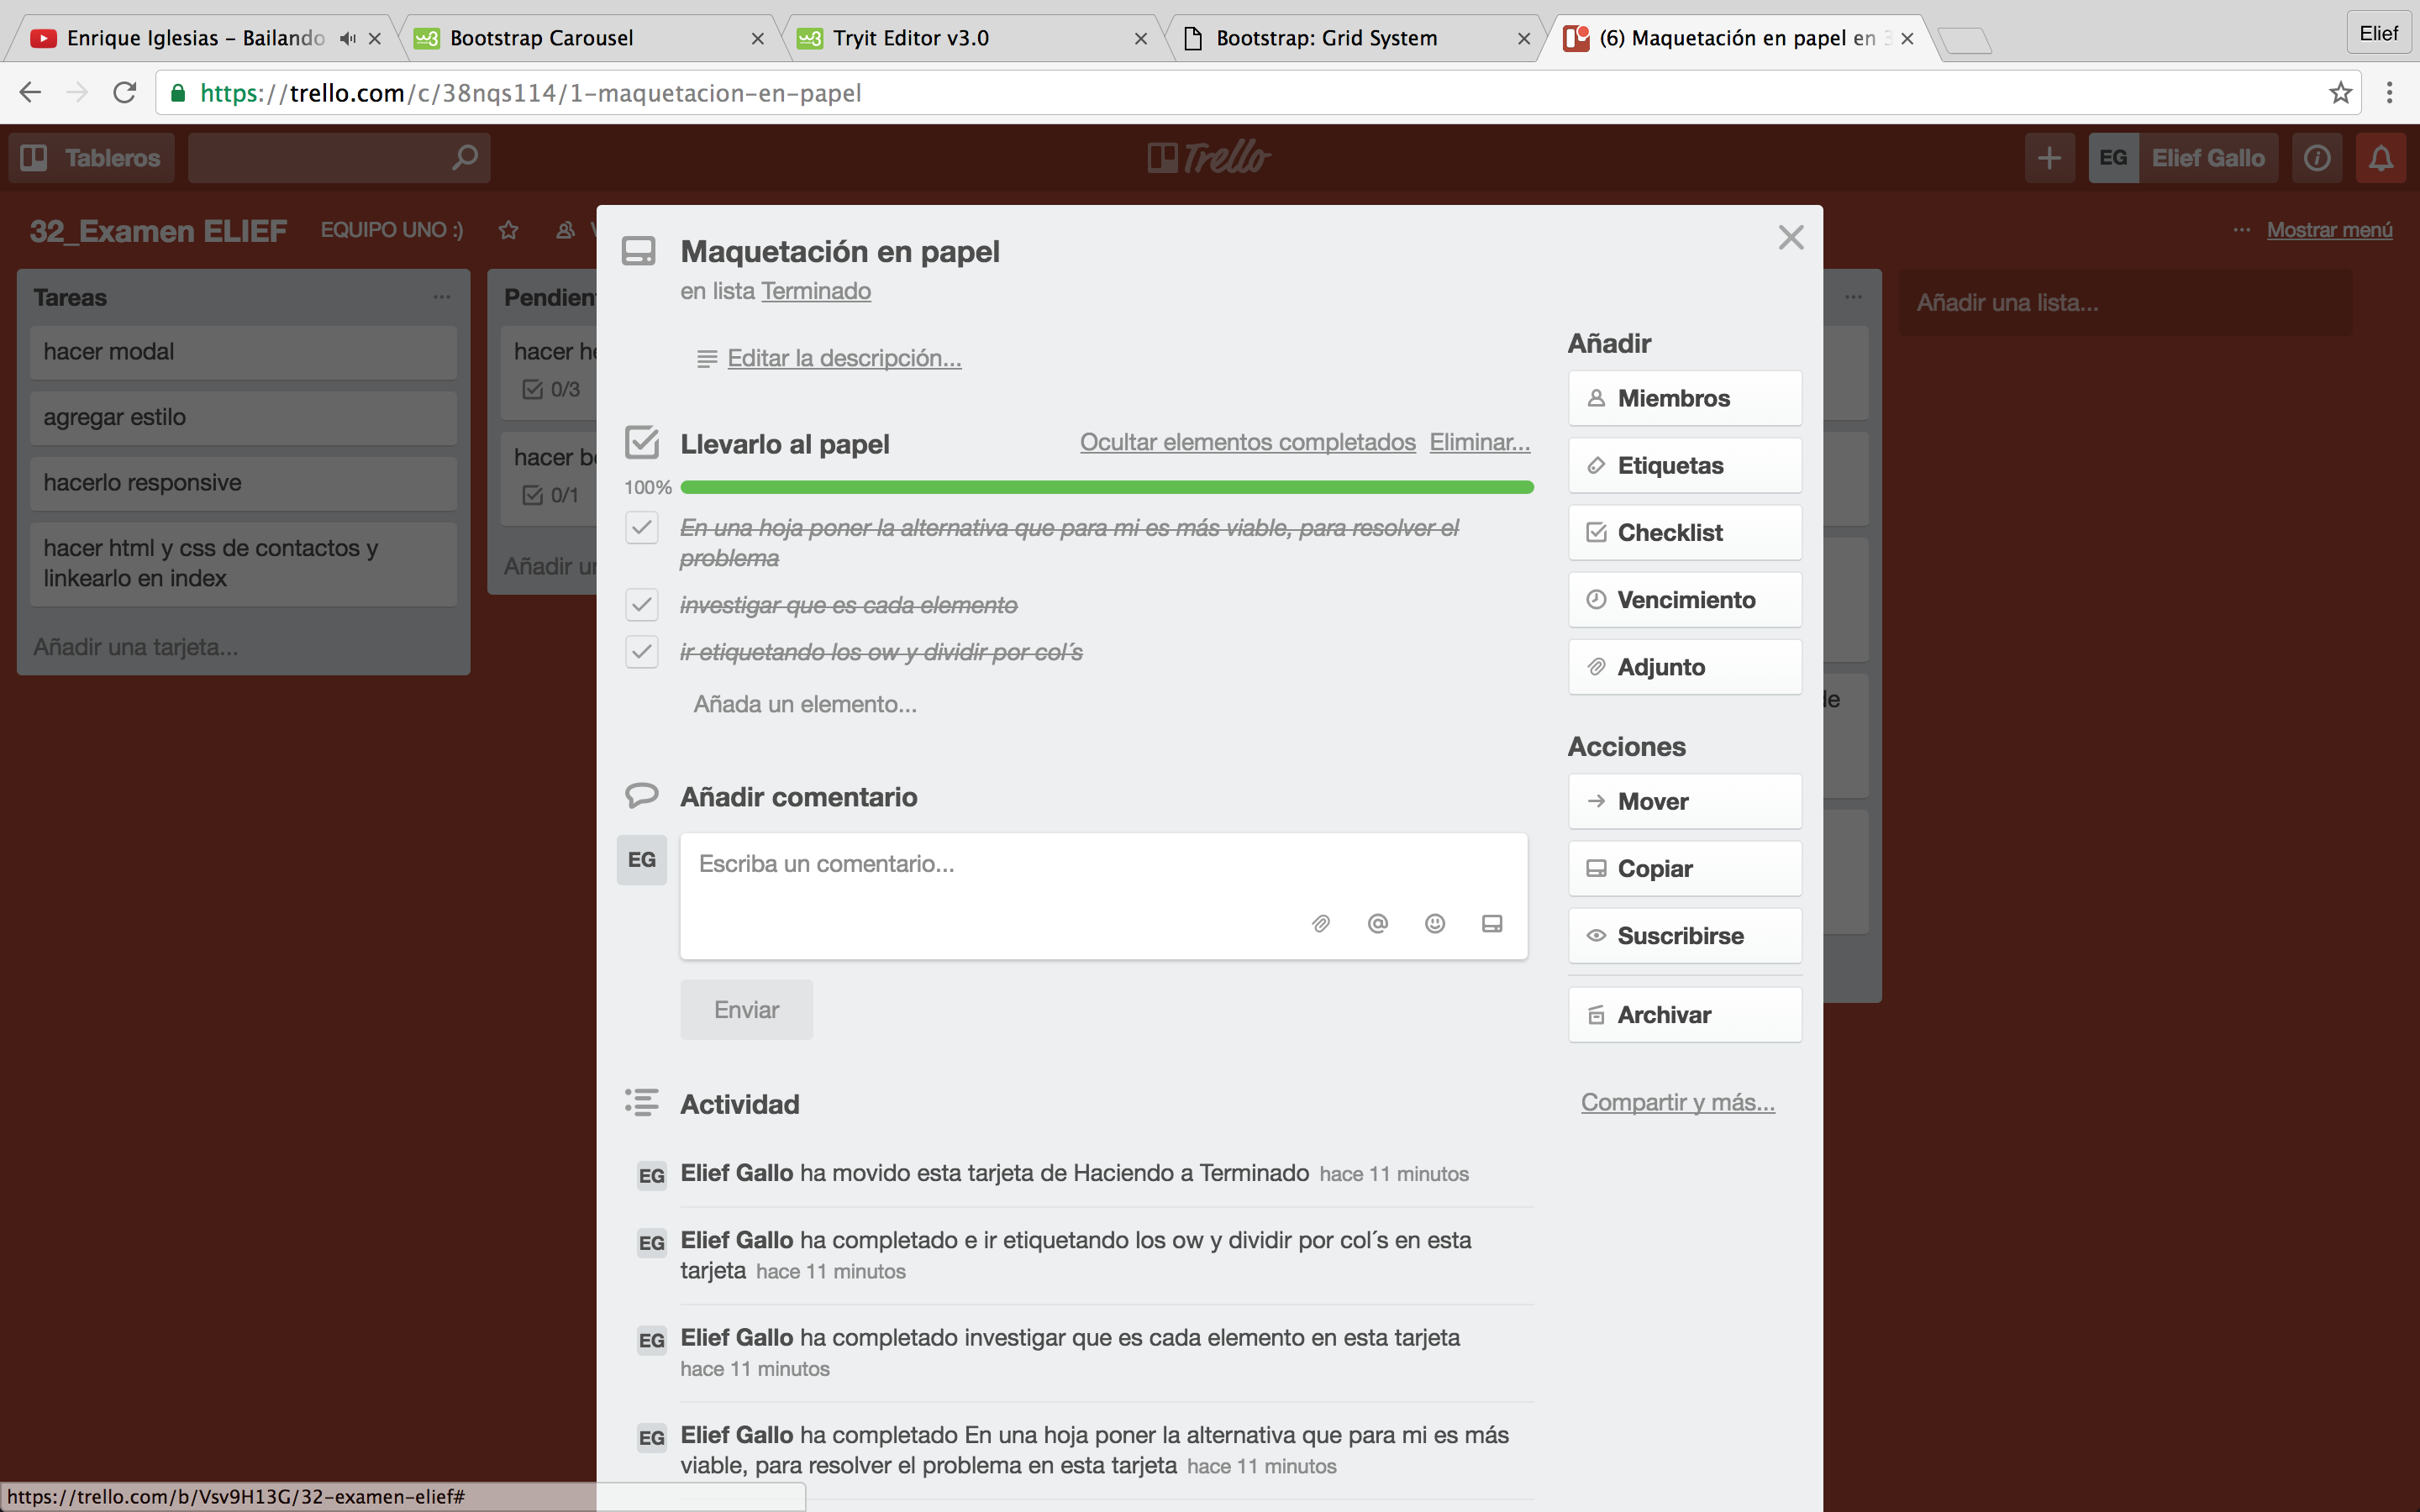 Enrique Iglesias – Bailando
Bootstrap Carousel
Tryit Editor v3.0
Bootstrap: Grid System
(6) Maquetación en papel en 3
Elief
https://trello.com/c/38nqs114/1-maquetacion-en-papel
Tableros
Trello
EG Elief Gallo
32_Examen ELIEF
EQUIPO UNO :)
... Mostrar menú
Tareas
...
hacer modal
agregar estilo
hacerlo responsive
hacer html y css de contactos y
linkearlo en index
Añadir una tarjeta...
hacer
0/3
hacer
0/1
Añadir
Maquetación en papel
en lista Terminado
Editar la descripción...
Llevarlo al papel
Ocultar elementos completados Eliminar...
100%
En una hoja poner la alternativa que para mi es más viable, para resolver el
problema
investigar que es cada elemento
ir etiquetando los ow y dividir por col´s
Añada un elemento...
Añadir comentario
EG
Escriba un comentario...
Enviar
Actividad
EG Elief Gallo ha movido esta tarjeta de Haciendo a Terminado hace 11 minutos
EG Elief Gallo ha completado e ir etiquetando los ow y dividir por col´s en esta
tarjeta hace 11 minutos
EG Elief Gallo ha completado investigar que es cada elemento en esta tarjeta
hace 11 minutos
EG Elief Gallo ha completado En una hoja poner la alternativa que para mi es más
viable, para resolver el problema en esta tarjeta hace 11 minutos
Añadir
Miembros
Etiquetas
Checklist
Vencimiento
Adjunto
Acciones
Mover
Copiar
Suscribirse
Archivar
Compartir y más...
...
Añadir una lista...
https://trello.com/b/Vsv9H13G/32-examen-elief#